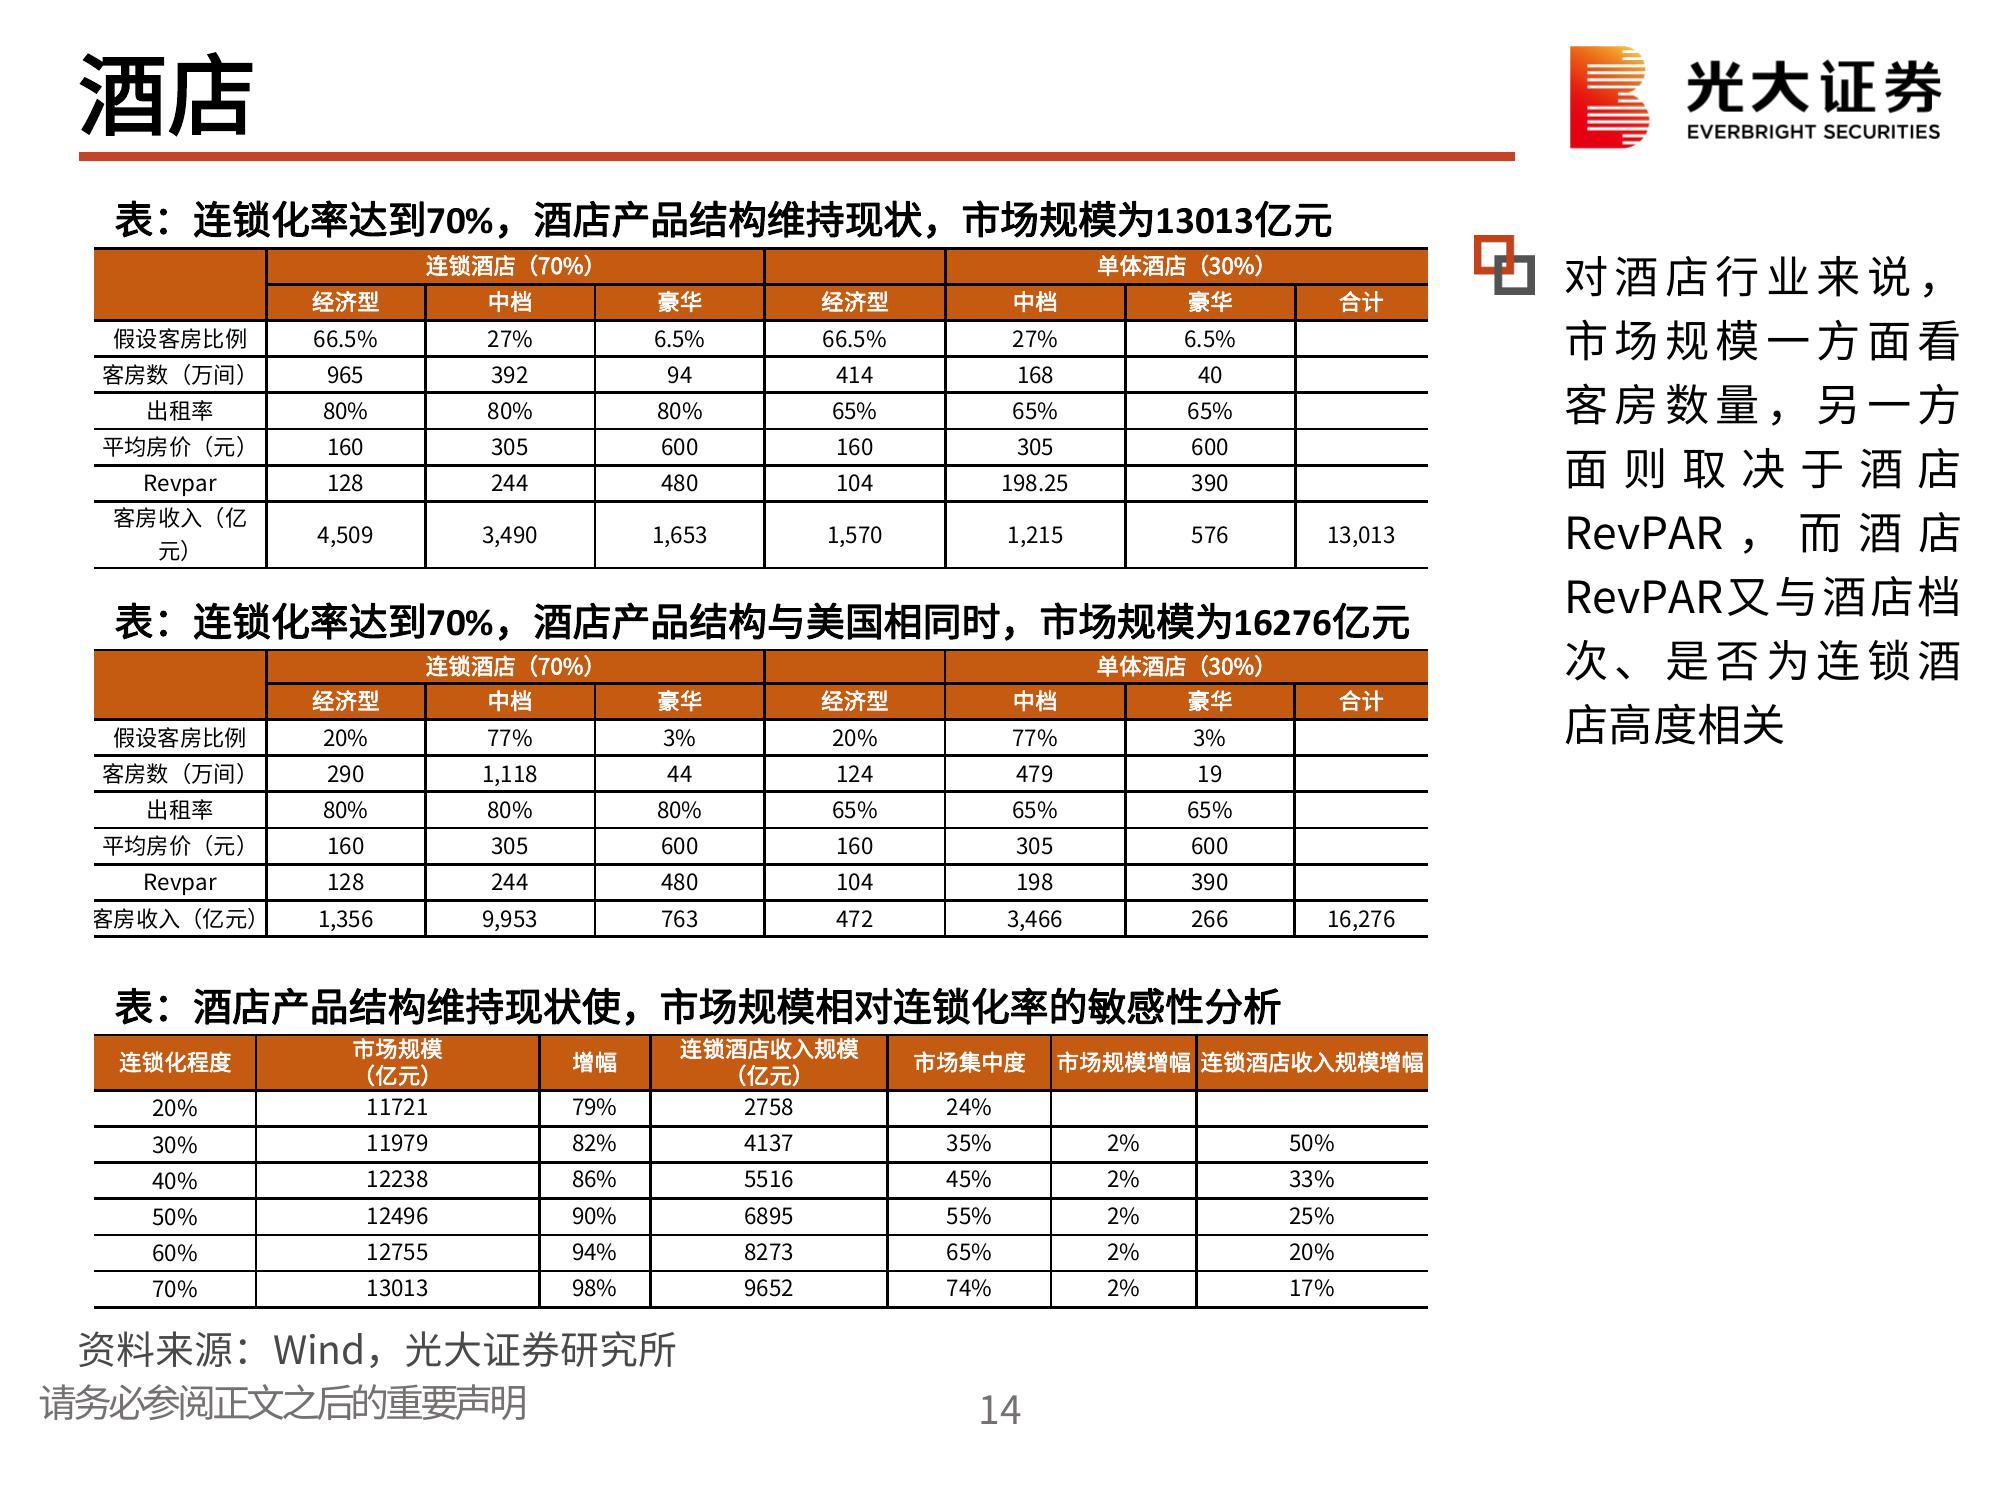 酒店
光大证券
EVERBRIGHT SECURITIES
表：连锁化率达到70%，酒店产品结构维持现状，市场规模为13013亿元
连锁酒店（70%） 单体酒店（30%）
经济型 中档 豪华 经济型 中档 豪华 合计
假设客房比例 66.5% 27% 6.5% 66.5% 27% 6.5%
客房数（万间） 965 392 94 414 168 40
出租率 80% 80% 80% 65% 65% 65%
平均房价（元） 160 305 600 160 305 600
Revpar 128 244 480 104 198.25 390
客房收入（亿
元） 4,509 3,490 1,653 1,570 1,215 576 13,013
表：连锁化率达到70%，酒店产品结构与美国相同时，市场规模为16276亿元
连锁酒店（70%） 单体酒店（30%）
经济型 中档 豪华 经济型 中档 豪华 合计
假设客房比例 20% 77% 3% 20% 77% 3%
客房数（万间） 290 1,118 44 124 479 19
出租率 80% 80% 80% 65% 65% 65%
平均房价（元） 160 305 600 160 305 600
Revpar 128 244 480 104 198 390
客房收入（亿元） 1,356 9,953 763 472 3,466 266 16,276
表：酒店产品结构维持现状使，市场规模相对连锁化率的敏感性分析
连锁化程度 市场规模
（亿元） 增幅 连锁酒店收入规模
（亿元） 市场集中度 市场规模增幅 连锁酒店收入规模增幅
20% 11721 79% 2758 24%
30% 11979 82% 4137 35% 2% 50%
40% 12238 86% 5516 45% 2% 33%
50% 12496 90% 6895 55% 2% 25%
60% 12755 94% 8273 65% 2% 20%
70% 13013 98% 9652 74% 2% 17%
对酒店行业来说，
市场规模一方面看
客房数量，另一方
面则取决于酒店
RevPAR，而酒店
RevPAR又与酒店档
次、是否为连锁酒
店高度相关
资料来源：Wind，光大证券研究所
请务必参阅正文之后的重要声明
14